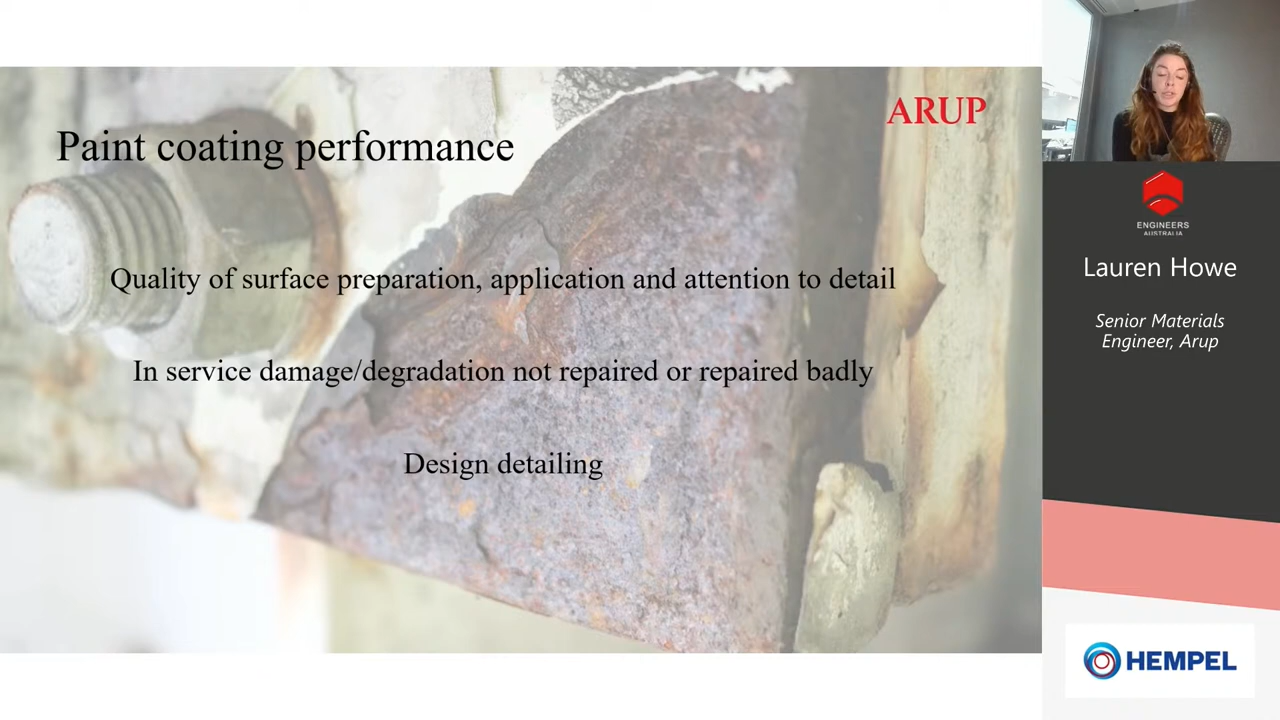 Paint coating performance
ARUP
Quality of surface preparation, application and attention to detail
In service damage/degradation not repaired or repaired badly
Design detailing
ENGINEERS
AUSTRALIA
Lauren Howe
Senior Materials
Engineer, Arup
HEMPEL